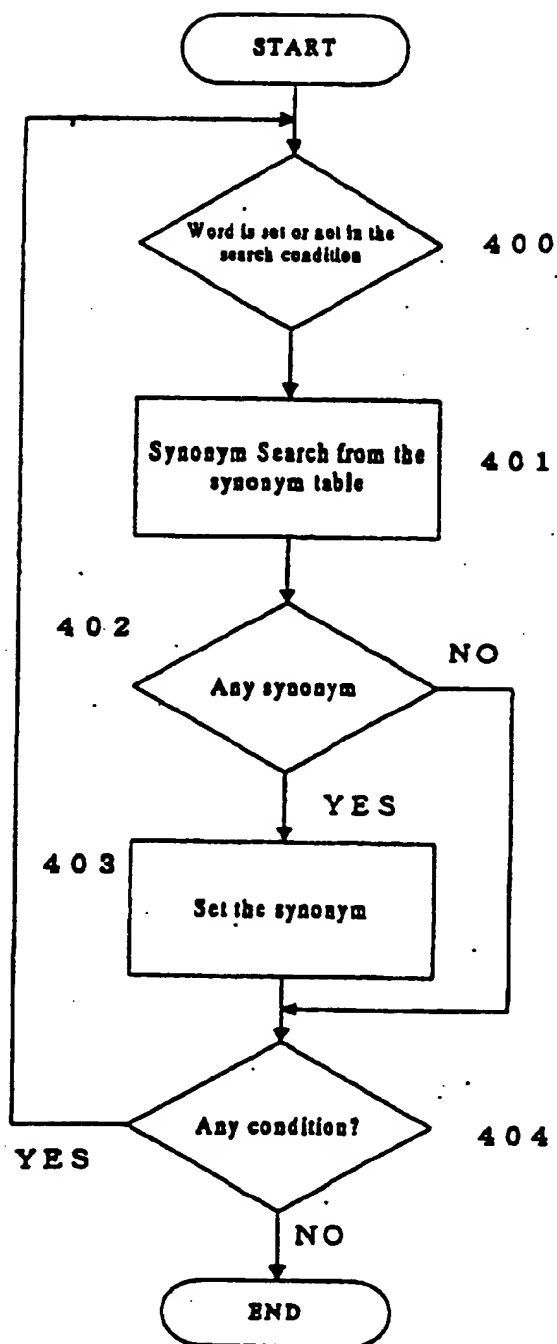 START
Word is set or not in the
search condition
400
Synonym Search from the
synonym table
401
402
NO
Any synonym
YES
403
Set the synonym
Any condition?
404
YES
NO
END